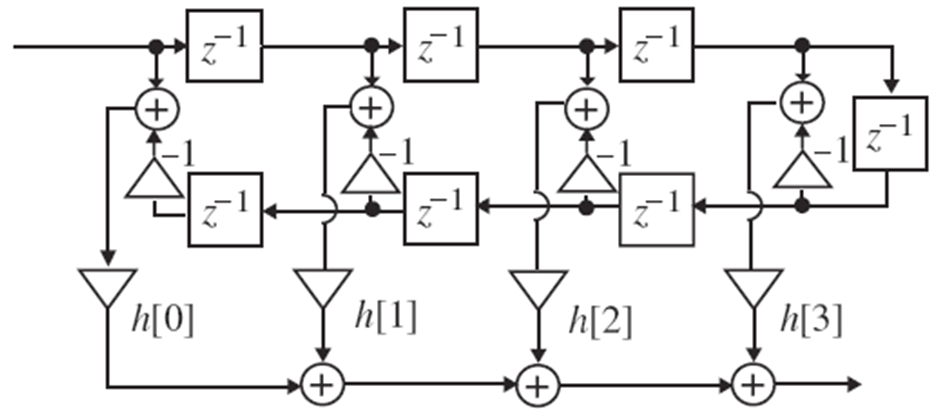 z⁻¹ z⁻¹ z⁻¹
+ + + +
z⁻¹
-1 -1 -1 -1
z⁻¹ z⁻¹ z⁻¹
h[0] h[1] h[2] h[3]
+ + +